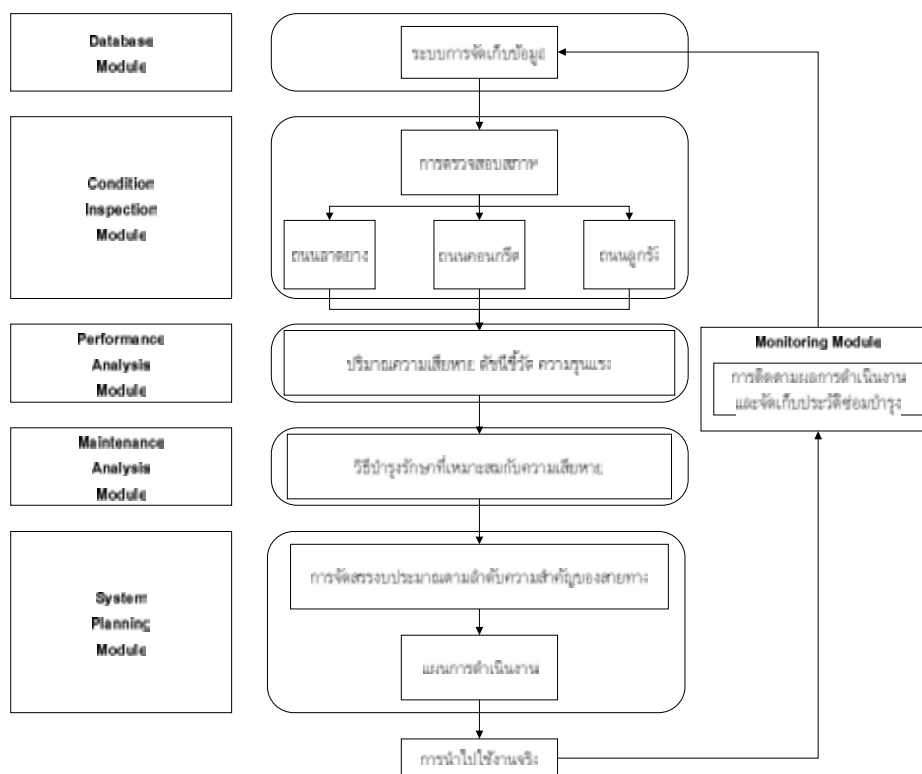 Database
Module
ระบบการจัดเก็บข้อมูล
Condition
Inspection
Module
การตรวจสอบสภาพ
ถนนลาดยาง
ถนนคอนกรีต
ถนนลูกรัง
Performance
Analysis
Module
ปริมาณความเสียหาย ดัชนีชี้วัด ความรุนแรง
Monitoring Module
การติดตามผลการดำเนินงาน
และจัดเก็บประวัติซ่อมบำรุง
Maintenance
Analysis
Module
วิธีบำรุงรักษาที่เหมาะสมกับความเสียหาย
System
Planning
Module
การจัดสรรงบประมาณตามลำดับความสำคัญของสายทาง
แผนการดำเนินงาน
การนำไปใช้งานจริง